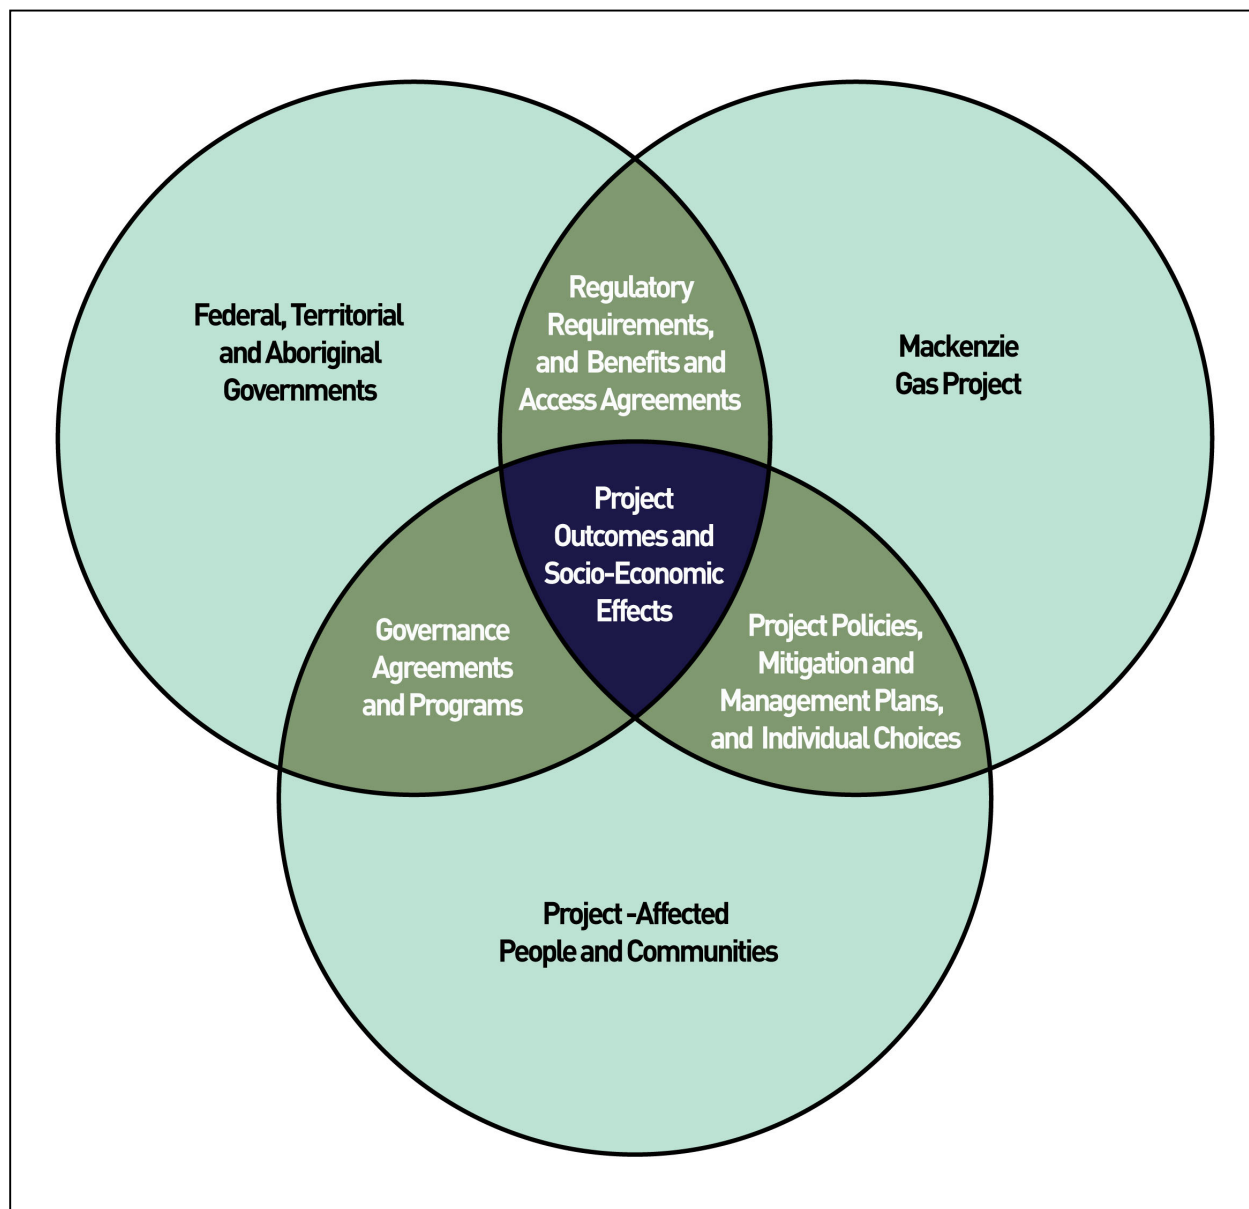 Federal, Territorial
and Aboriginal
Governments
Regulatory
Requirements,
and Benefits and
Access Agreements
Mackenzie
Gas Project
Project
Outcomes and
Socio-Economic
Effects
Governance
Agreements
and Programs
Project Policies,
Mitigation and
Management Plans,
and Individual Choices
Project -Affected
People and Communities